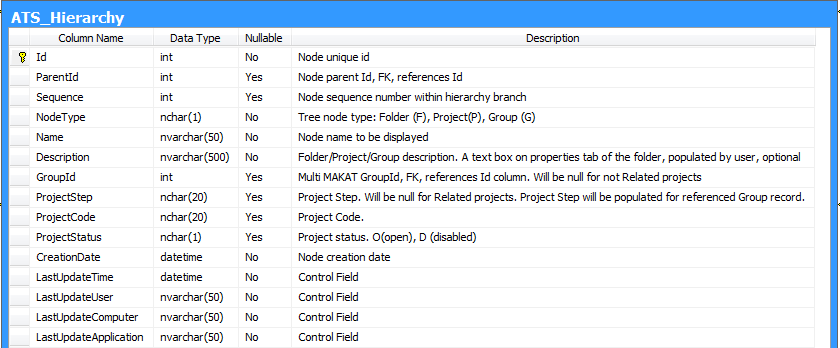 ATS_Hierarchy
Column Name Data Type Nullable Description
Id int No Node unique id
ParentId int Yes Node parent Id, FK, references Id
Sequence int Yes Node sequence number within hierarchy branch
NodeType nchar(1) No Tree node type: Folder (F), Project(P), Group (G)
Name nvarchar(50) No Node name to be displayed
Description nvarchar(500) No Folder/Project/Group description. A text box on properties tab of the folder, populated by user, optional
GroupId int Yes Multi MAKAT GroupId, FK, references Id column. Will be null for not Related projects
ProjectStep nchar(20) Yes Project Step. Will be null for Related projects. Project Step will be populated for referenced Group record.
ProjectCode nchar(20) Yes Project Code.
ProjectStatus nchar(1) Yes Project status. O(open), D (disabled)
CreationDate datetime No Node creation date
LastUpdateTime datetime No Control Field
LastUpdateUser nvarchar(50) No Control Field
LastUpdateComputer nvarchar(50) No Control Field
LastUpdateApplication nvarchar(50) No Control Field